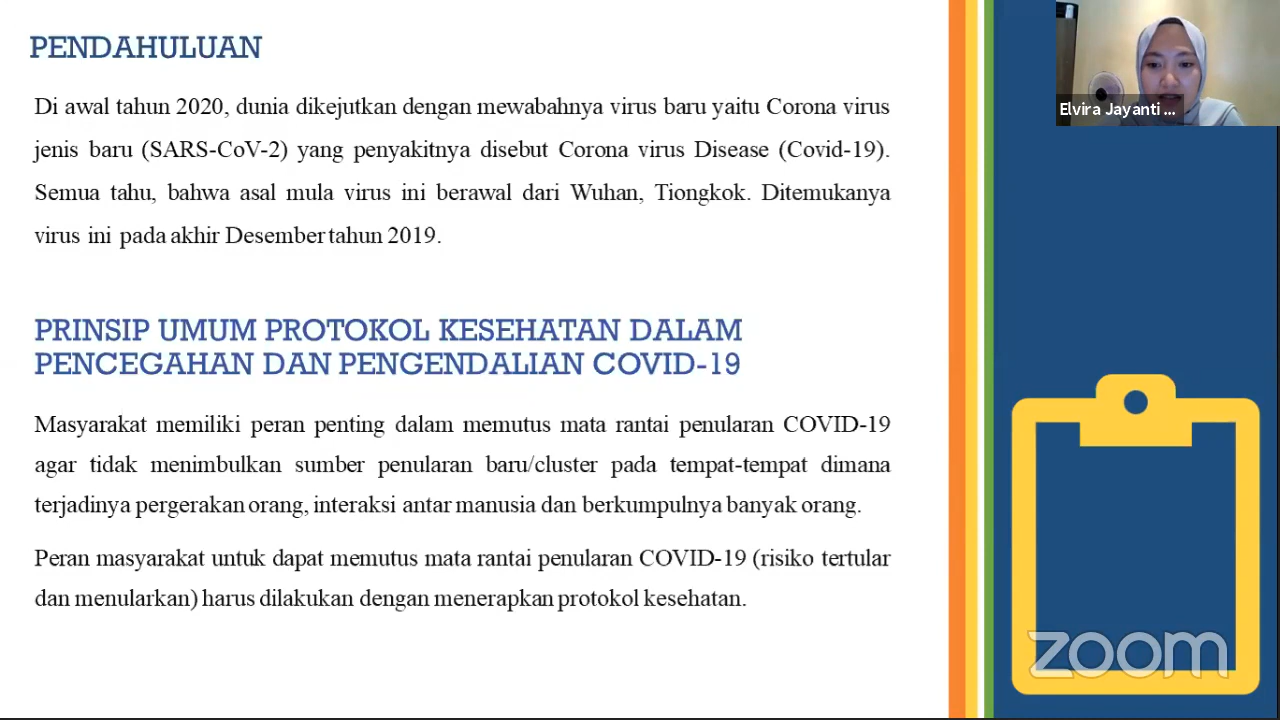 PENDAHULUAN
Di awal tahun 2020, dunia dikejutkan dengan mewabahnya virus baru yaitu Corona virus
jenis baru (SARS-CoV-2) yang penyakitnya disebut Corona virus Disease (Covid-19).
Semua tahu, bahwa asal mula virus ini berawal dari Wuhan, Tiongkok. Ditemukanya
virus ini pada akhir Desember tahun 2019.
PRINSIP UMUM PROTOKOL KESEHATAN DALAM
PENCEGAHAN DAN PENGENDALIAN COVID-19
Masyarakat memiliki peran penting dalam memutus mata rantai penularan COVID-19
agar tidak menimbulkan sumber penularan baru/cluster pada tempat-tempat dimana
terjadinya pergerakan orang, interaksi antar manusia dan berkumpulnya banyak orang.
Peran masyarakat untuk dapat memutus mata rantai penularan COVID-19 (risiko tertular
dan menularkan) harus dilakukan dengan menerapkan protokol kesehatan.
Elvira Jayanti ...
zoom